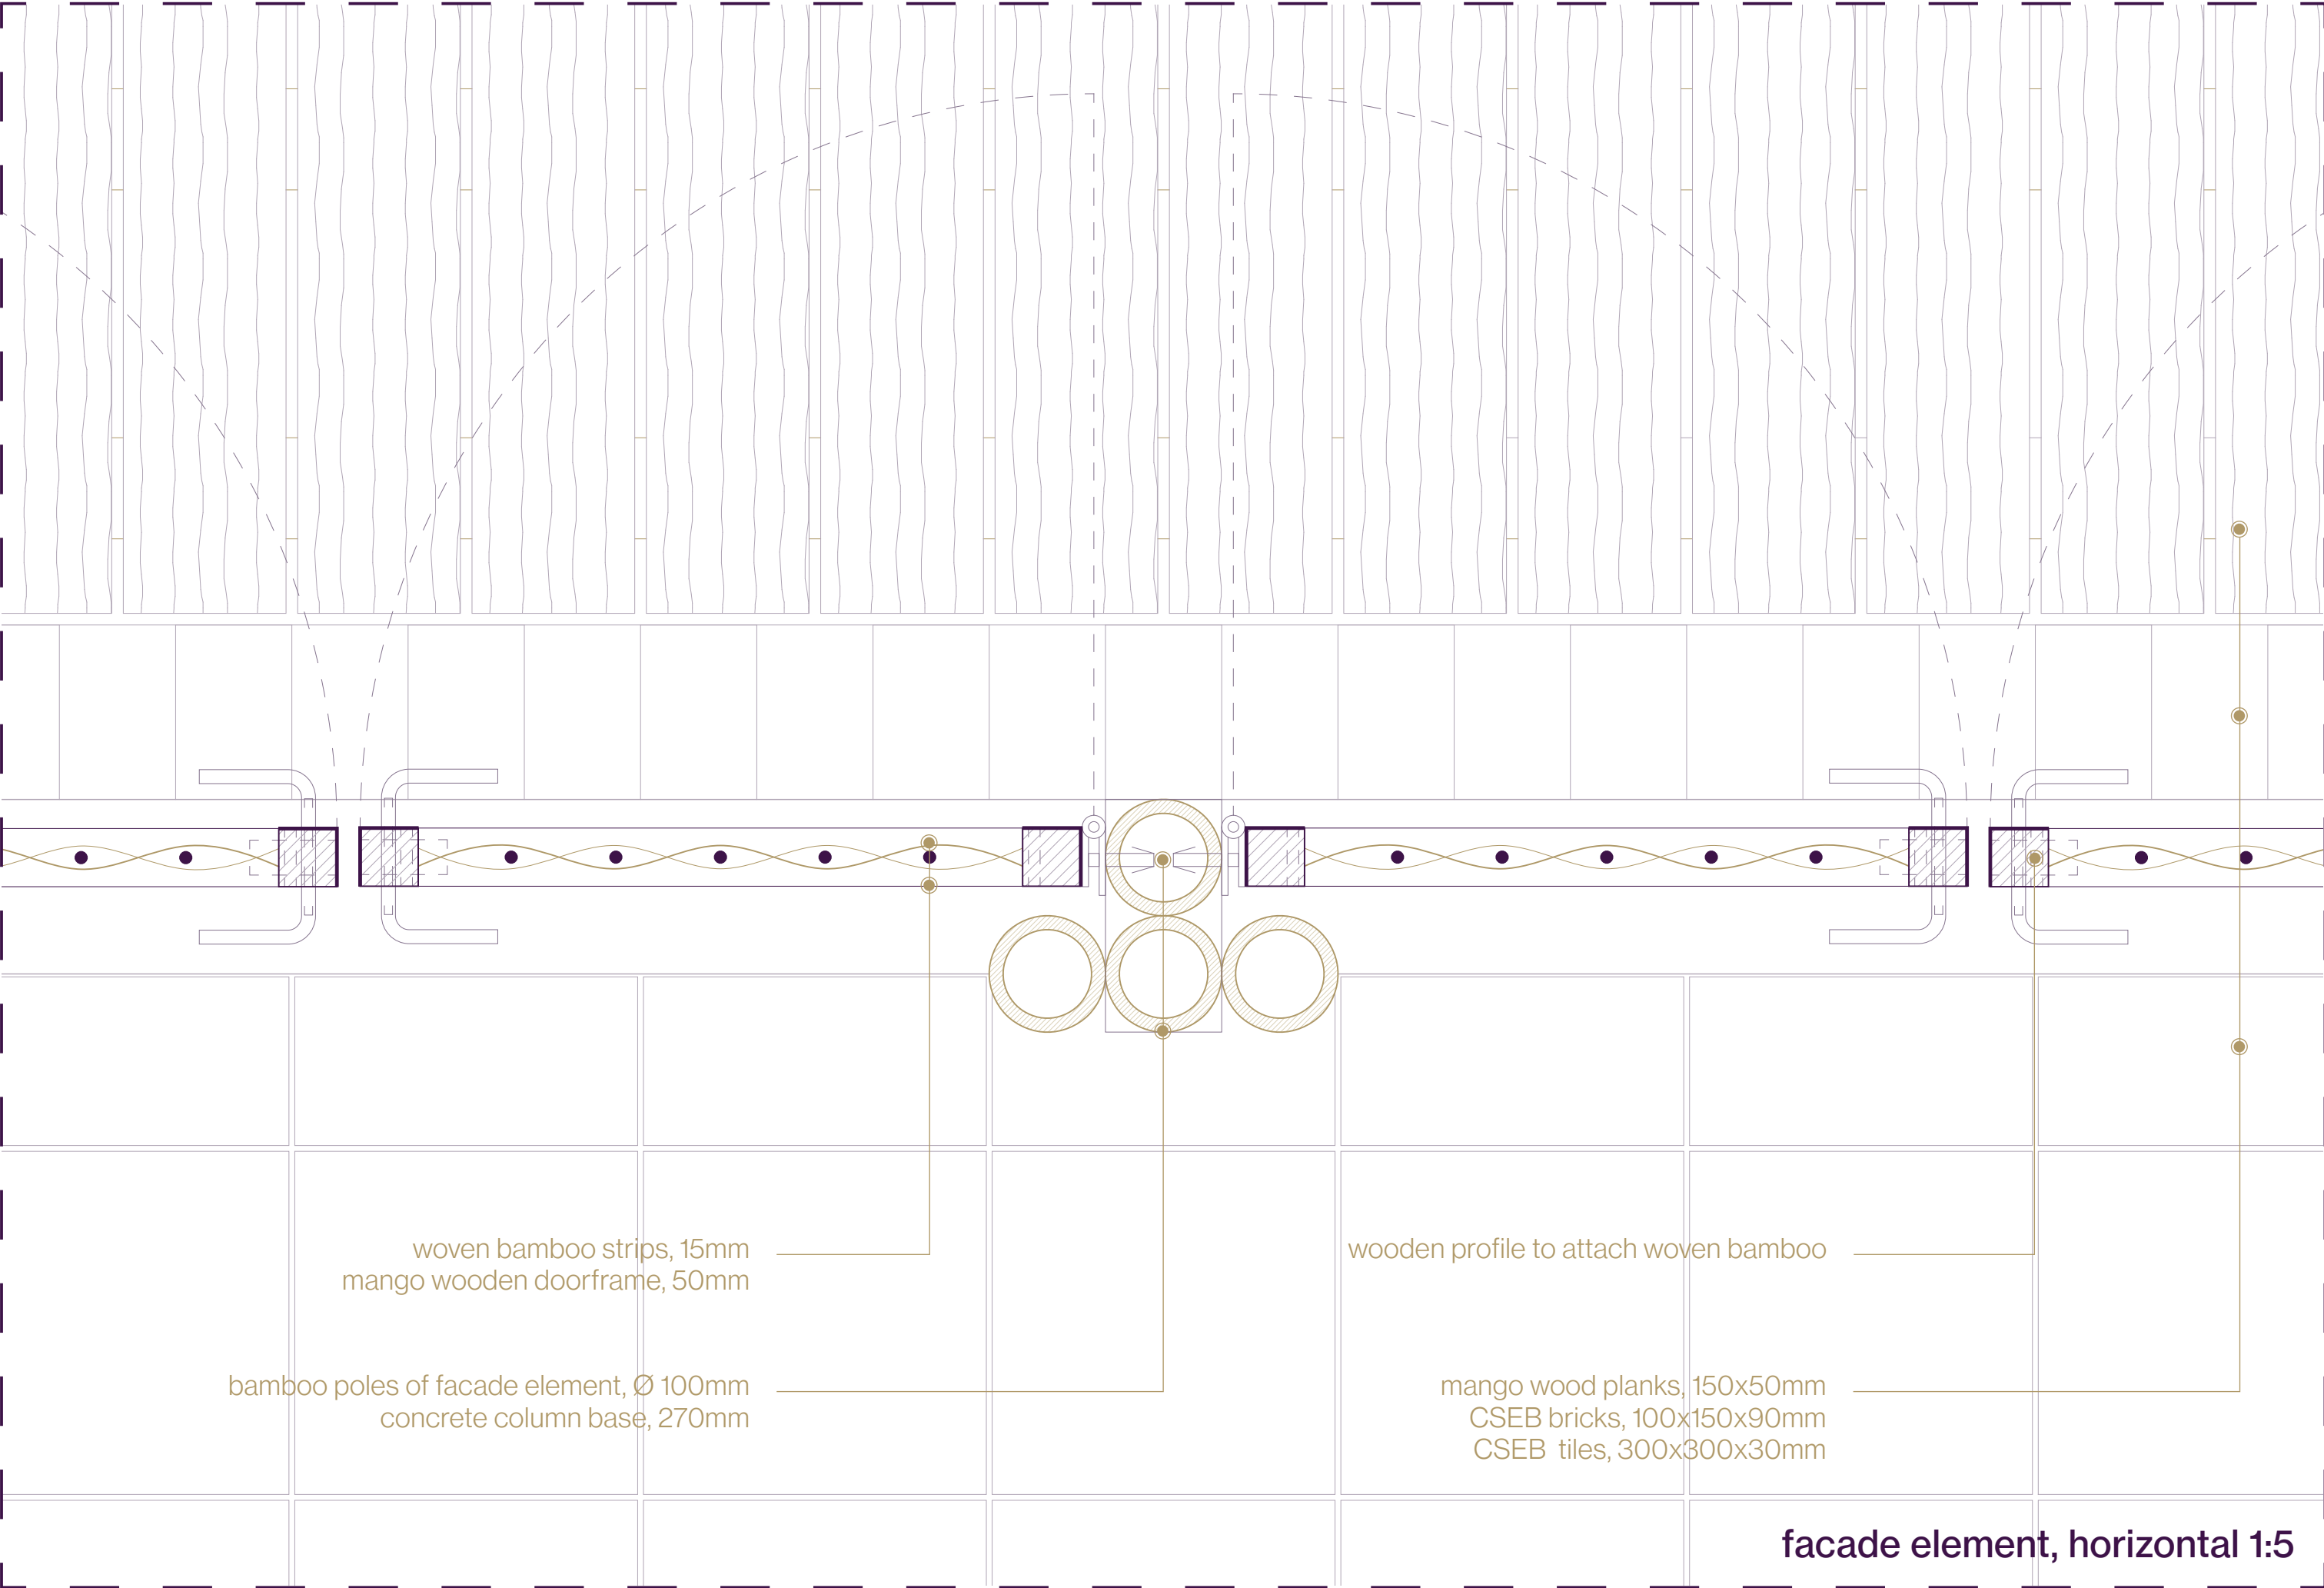 woven bamboo strips, 15mm
mango wooden doorframe, 50mm
wooden profile to attach woven bamboo
bamboo poles of facade element, Ø 100mm
concrete column base, 270mm
mango wood planks, 150x50mm
CSEB bricks, 100x150x90mm
CSEB  tiles, 300x300x30mm
facade element, horizontal 1:5